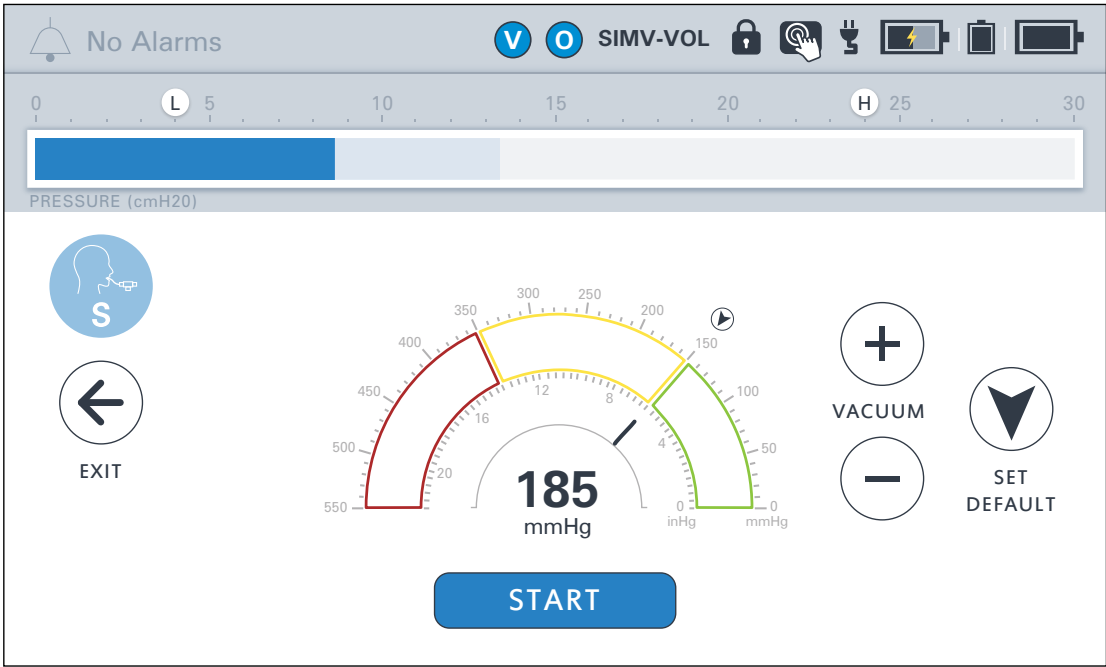 No Alarms V O SIMV-VOL
0 L 5 10 15 20 H 25 30
PRESSURE (cmH20)
S
EXIT
550 500 450 400 350 300 250 200 150 100 50 0
mmHg
20 16 12 8 4 0
inHg
185
mmHg
VACUUM
SET
DEFAULT
START